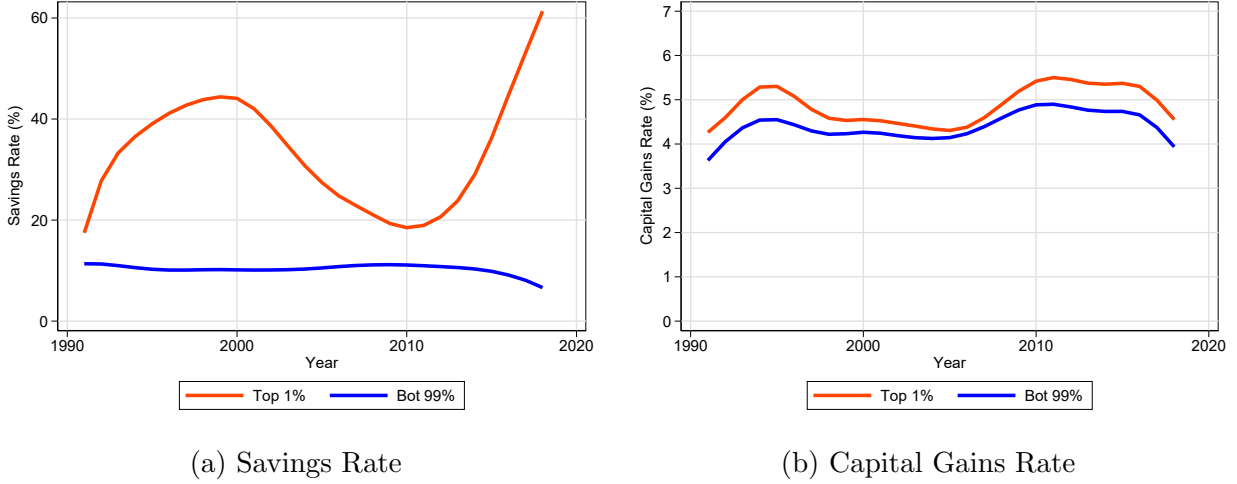 Savings Rate (%)
60
40
20
0
1990
2000
2010
2020
Year
Top 1%
Bot 99%
(a) Savings Rate
Capital Gains Rate (%)
7
6
5
4
3
2
1
0
1990
2000
2010
2020
Year
Top 1%
Bot 99%
(b) Capital Gains Rate